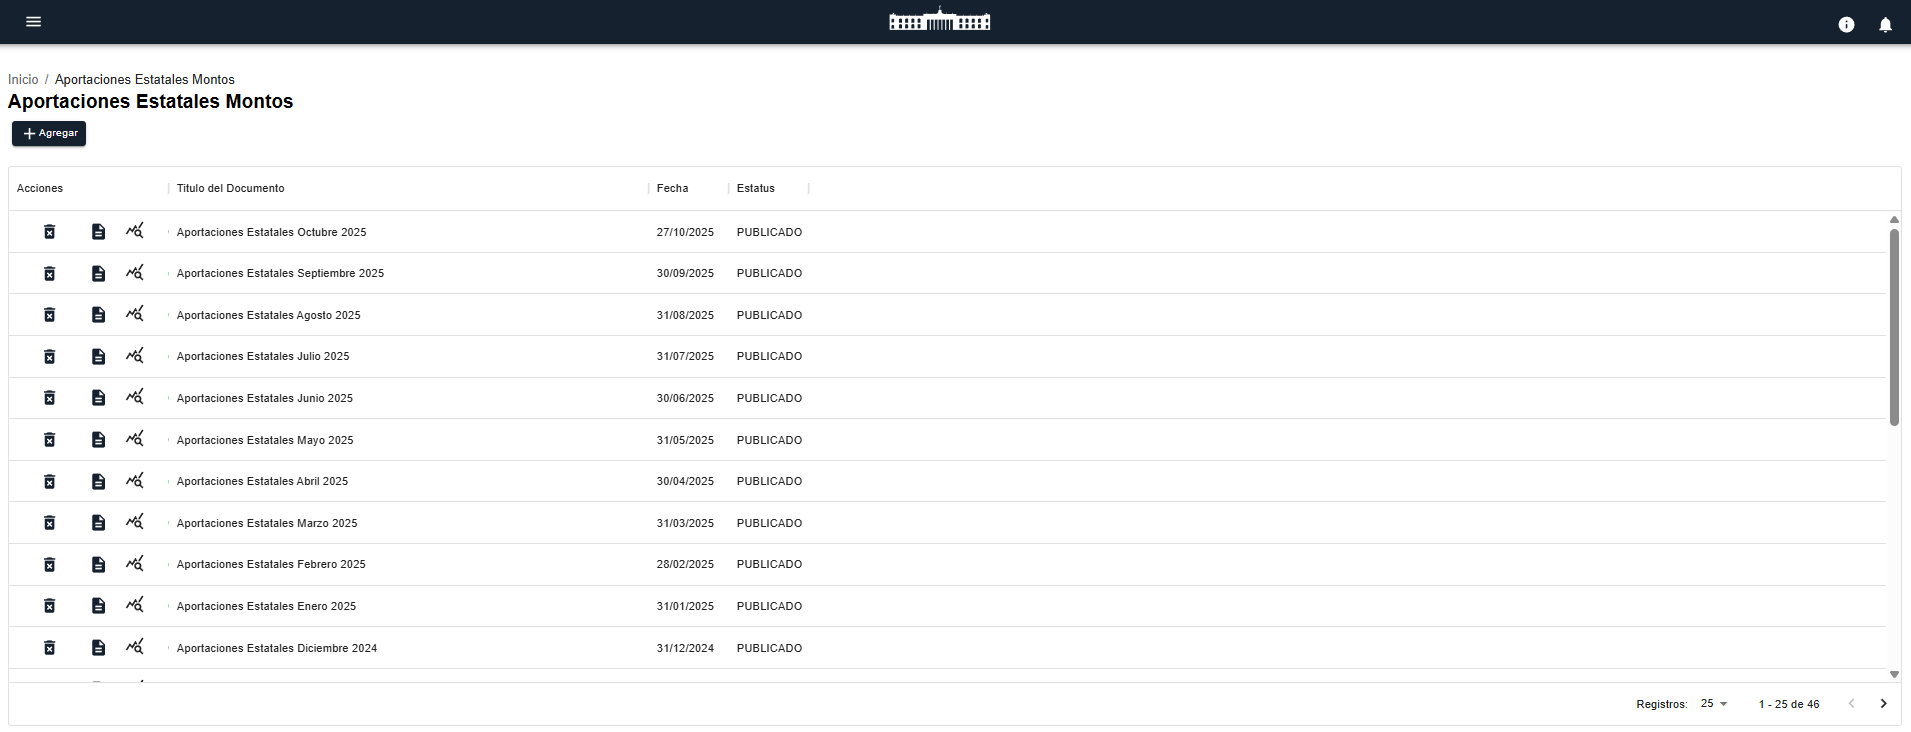 Inicio / Aportaciones Estatales Montos
Aportaciones Estatales Montos
Agregar
Acciones Titulo del Documento Fecha Estatus
Aportaciones Estatales Octubre 2025 27/10/2025 PUBLICADO
Aportaciones Estatales Septiembre 2025 30/09/2025 PUBLICADO
Aportaciones Estatales Agosto 2025 31/08/2025 PUBLICADO
Aportaciones Estatales Julio 2025 31/07/2025 PUBLICADO
Aportaciones Estatales Junio 2025 30/06/2025 PUBLICADO
Aportaciones Estatales Mayo 2025 31/05/2025 PUBLICADO
Aportaciones Estatales Abril 2025 30/04/2025 PUBLICADO
Aportaciones Estatales Marzo 2025 31/03/2025 PUBLICADO
Aportaciones Estatales Febrero 2025 28/02/2025 PUBLICADO
Aportaciones Estatales Enero 2025 31/01/2025 PUBLICADO
Aportaciones Estatales Diciembre 2024 31/12/2024 PUBLICADO
Registros: 25 1 - 25 de 46